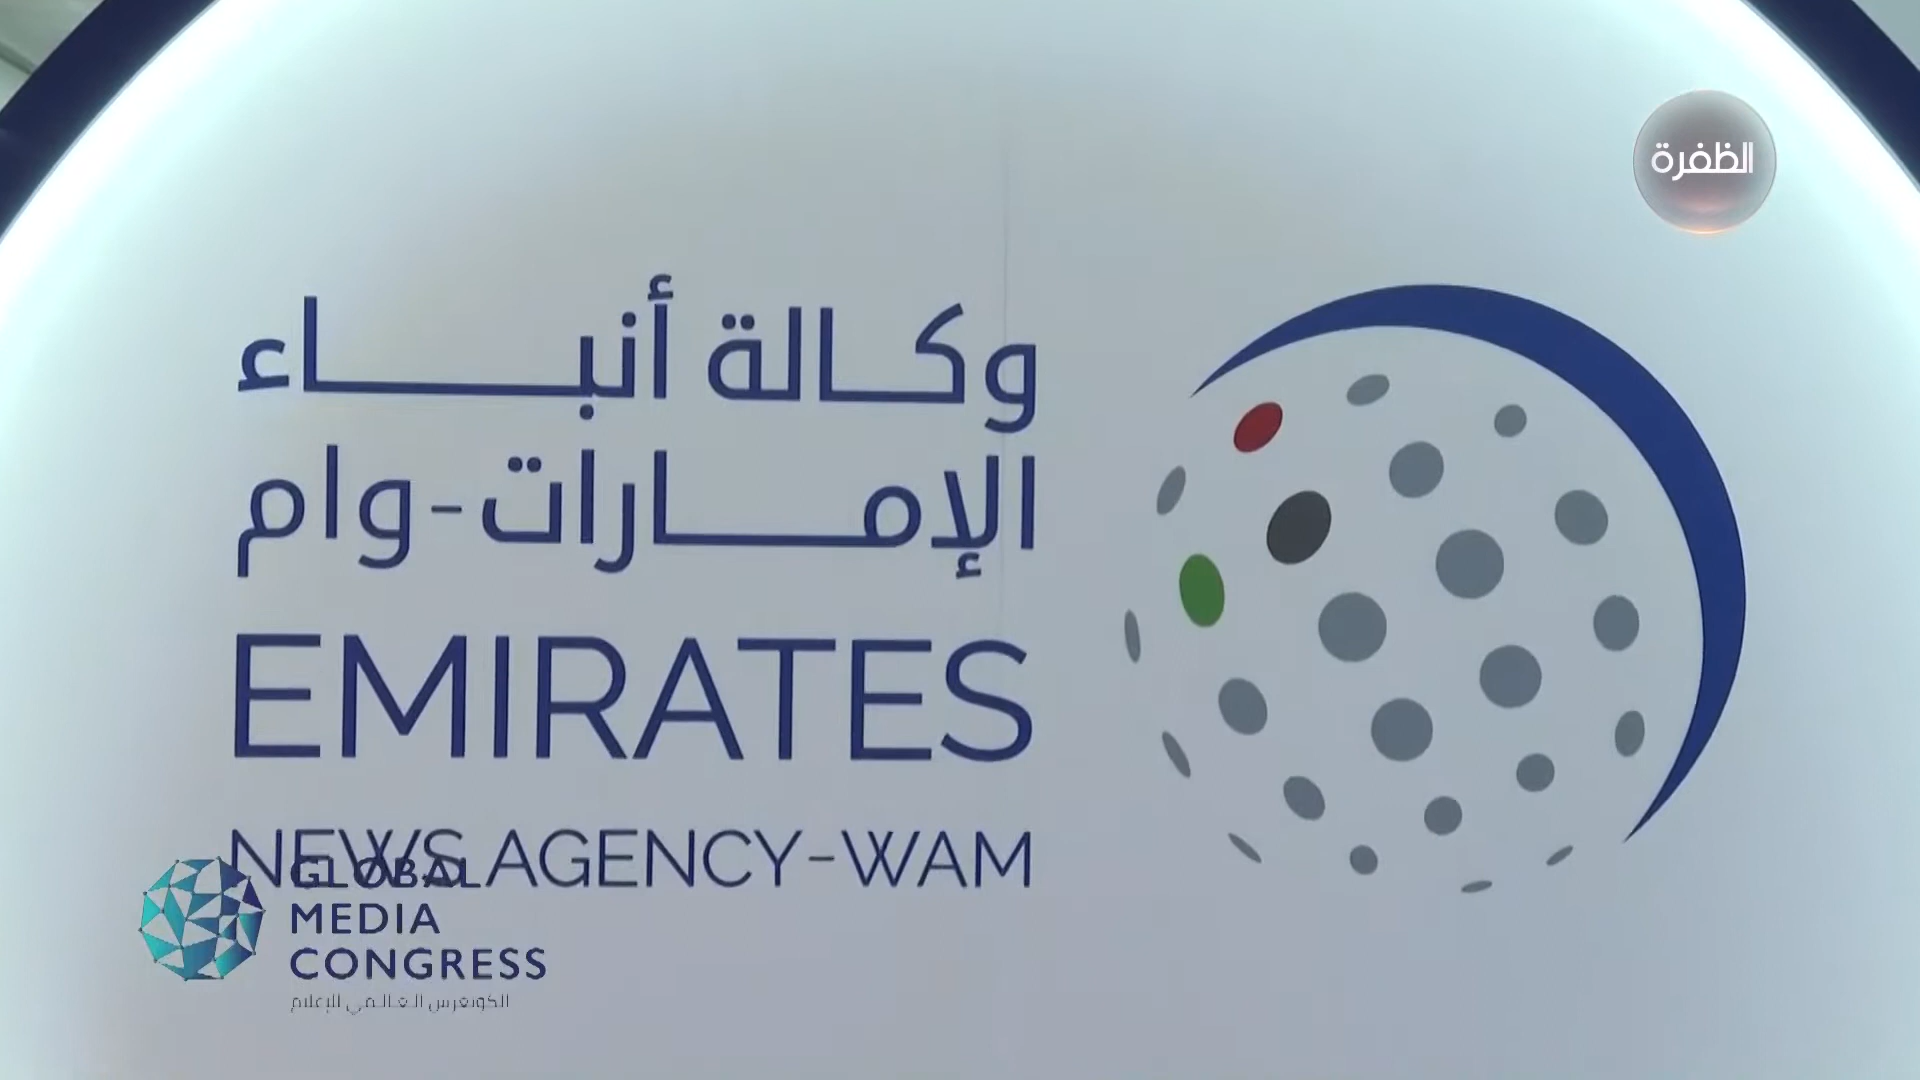 الظفرة
وكالة أنباء
الإمارات-وام
EMIRATES
NEWS AGENCY-WAM
GLOBAL
MEDIA
CONGRESS
الكونغرس العالمي للإعلام